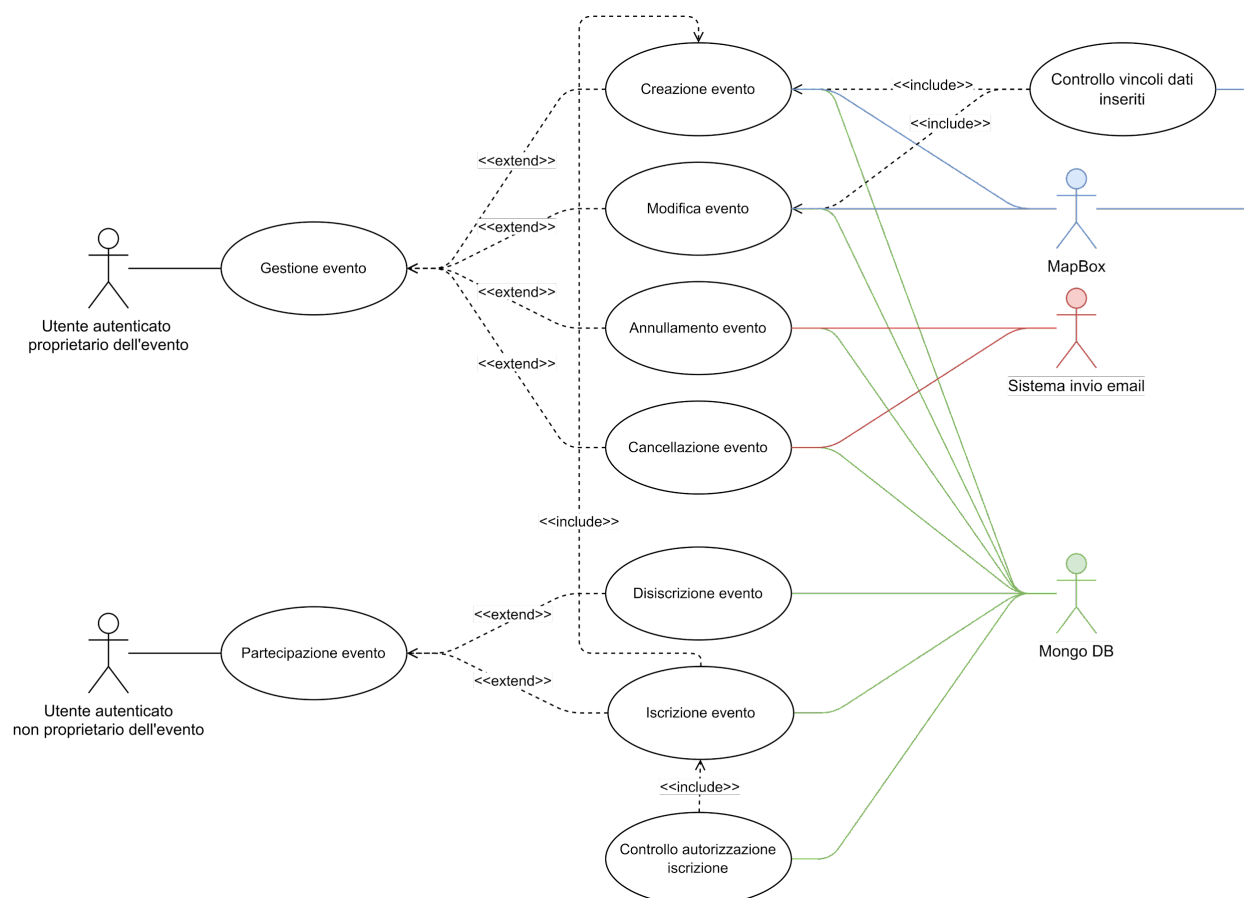 Creazione evento
<<include>>
Controllo vincoli dati
inseriti
<<include>>
<<extend>>
Modifica evento
<<extend>>
Gestione evento
MapBox
Utente autenticato
proprietario dell'evento
<<extend>>
Annullamento evento
<<extend>>
Sistema invio email
Cancellazione evento
<<include>>
Disiscrizione evento
<<extend>>
Partecipazione evento
Mongo DB
<<extend>>
Utente autenticato
non proprietario dell'evento
Iscrizione evento
<<include>>
Controllo autorizzazione
iscrizione